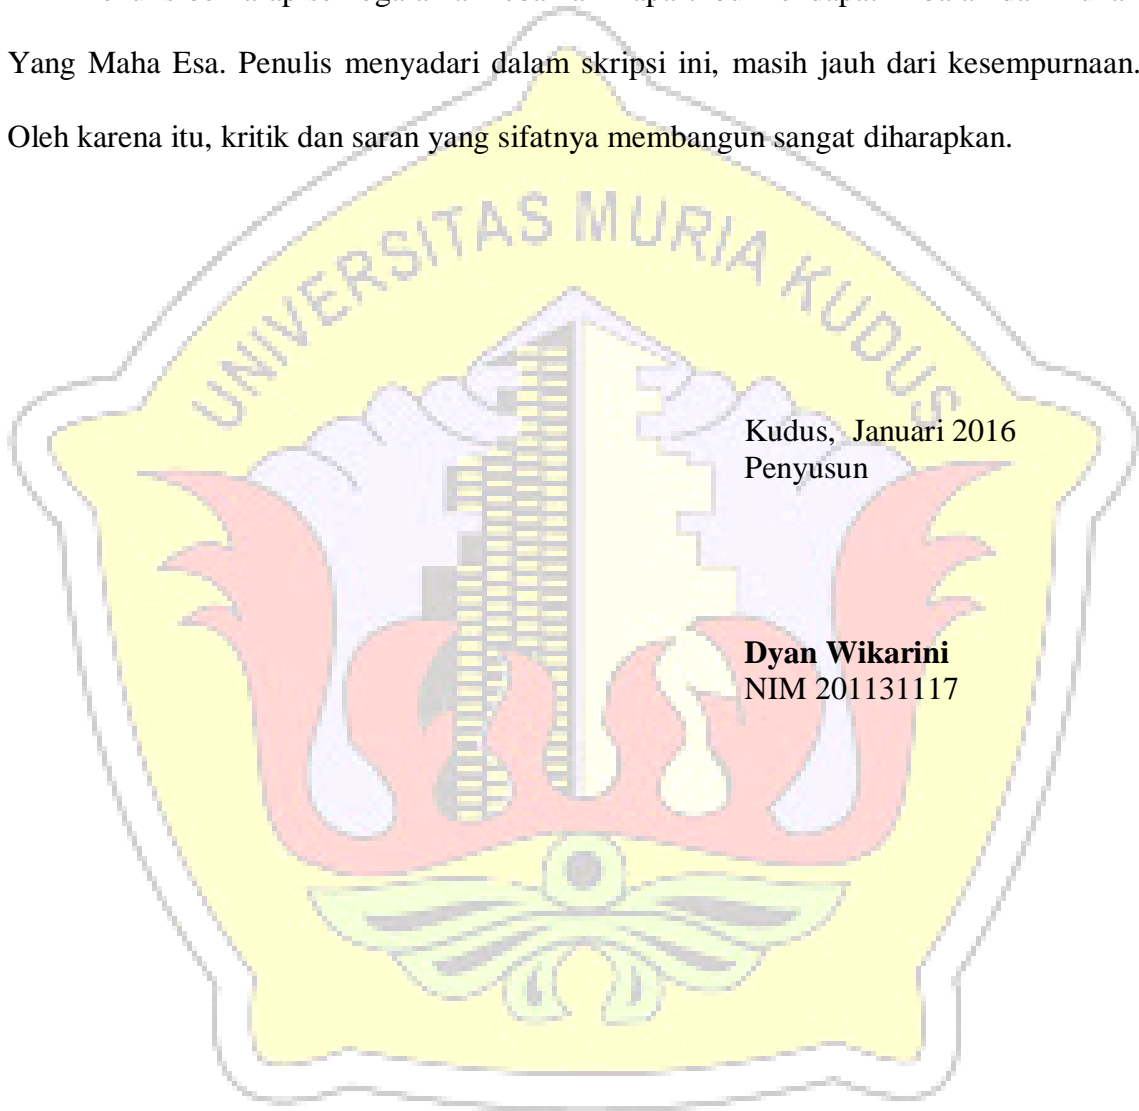 Yang Maha Esa. Penulis menyadari dalam skripsi ini, masih jauh dari kesempurnaan.
Oleh karena itu, kritik dan saran yang sifatnya membangun sangat diharapkan.
UNIVERSITAS MURIA KUDUS
Kudus, Januari 2016
Penyusun
Dyan Wikarini
NIM 201131117